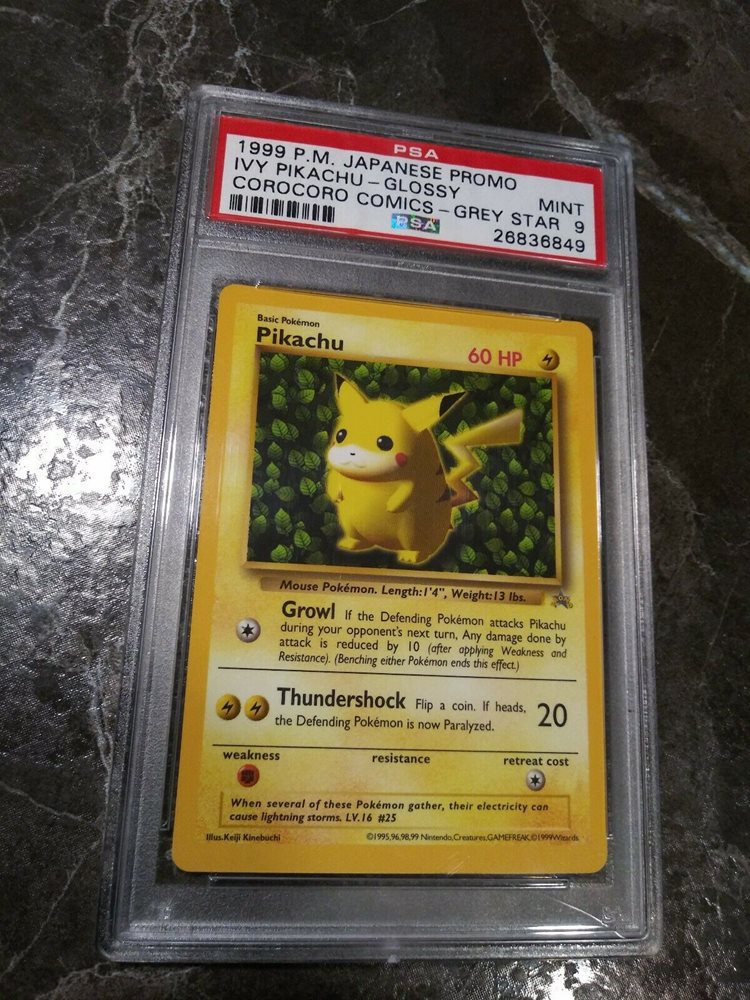 PSA
1999 P.M. JAPANESE PROMO
IVY PIKACHU – GLOSSY MINT
COROCORO COMICS – GREY STAR 9
PSA 26836849
Basic Pokémon
Pikachu 60 HP
Mouse Pokémon. Length:1'4", Weight:13 lbs.
Growl If the Defending Pokémon attacks Pikachu
during your opponent's next turn, Any damage done by
attack is reduced by 10 (after applying Weakness and
Resistance). (Benching either Pokémon ends this effect.)
Thundershock Flip a coin. If heads, 20
the Defending Pokémon is now Paralyzed.
weakness resistance retreat cost
When several of these Pokémon gather, their electricity can
cause lightning storms. LV.16 #25
Illus.Keiji Kinebuchi ©1995,96,98,99 Nintendo,Creatures,GAMEFREAK,©1999Wizards